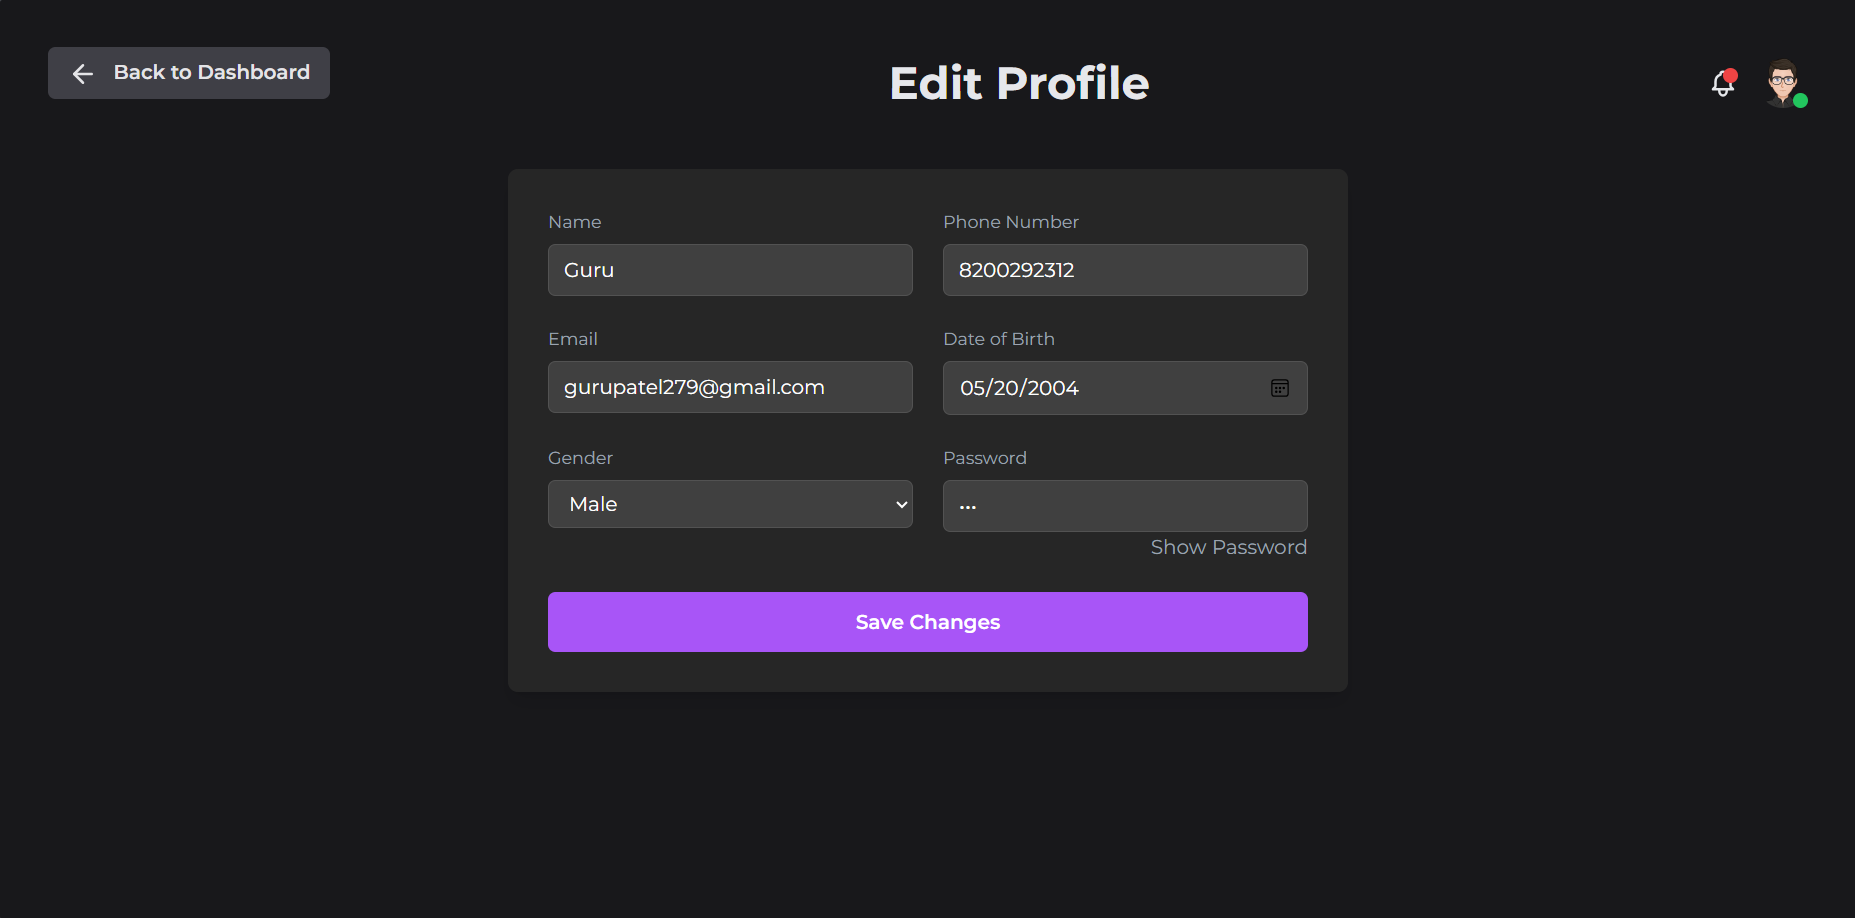 Back to Dashboard
Edit Profile
Name
Guru
Phone Number
8200292312
Email
gurupatel279@gmail.com
Date of Birth
05/20/2004
Gender
Male
Password
•••
Show Password
Save Changes